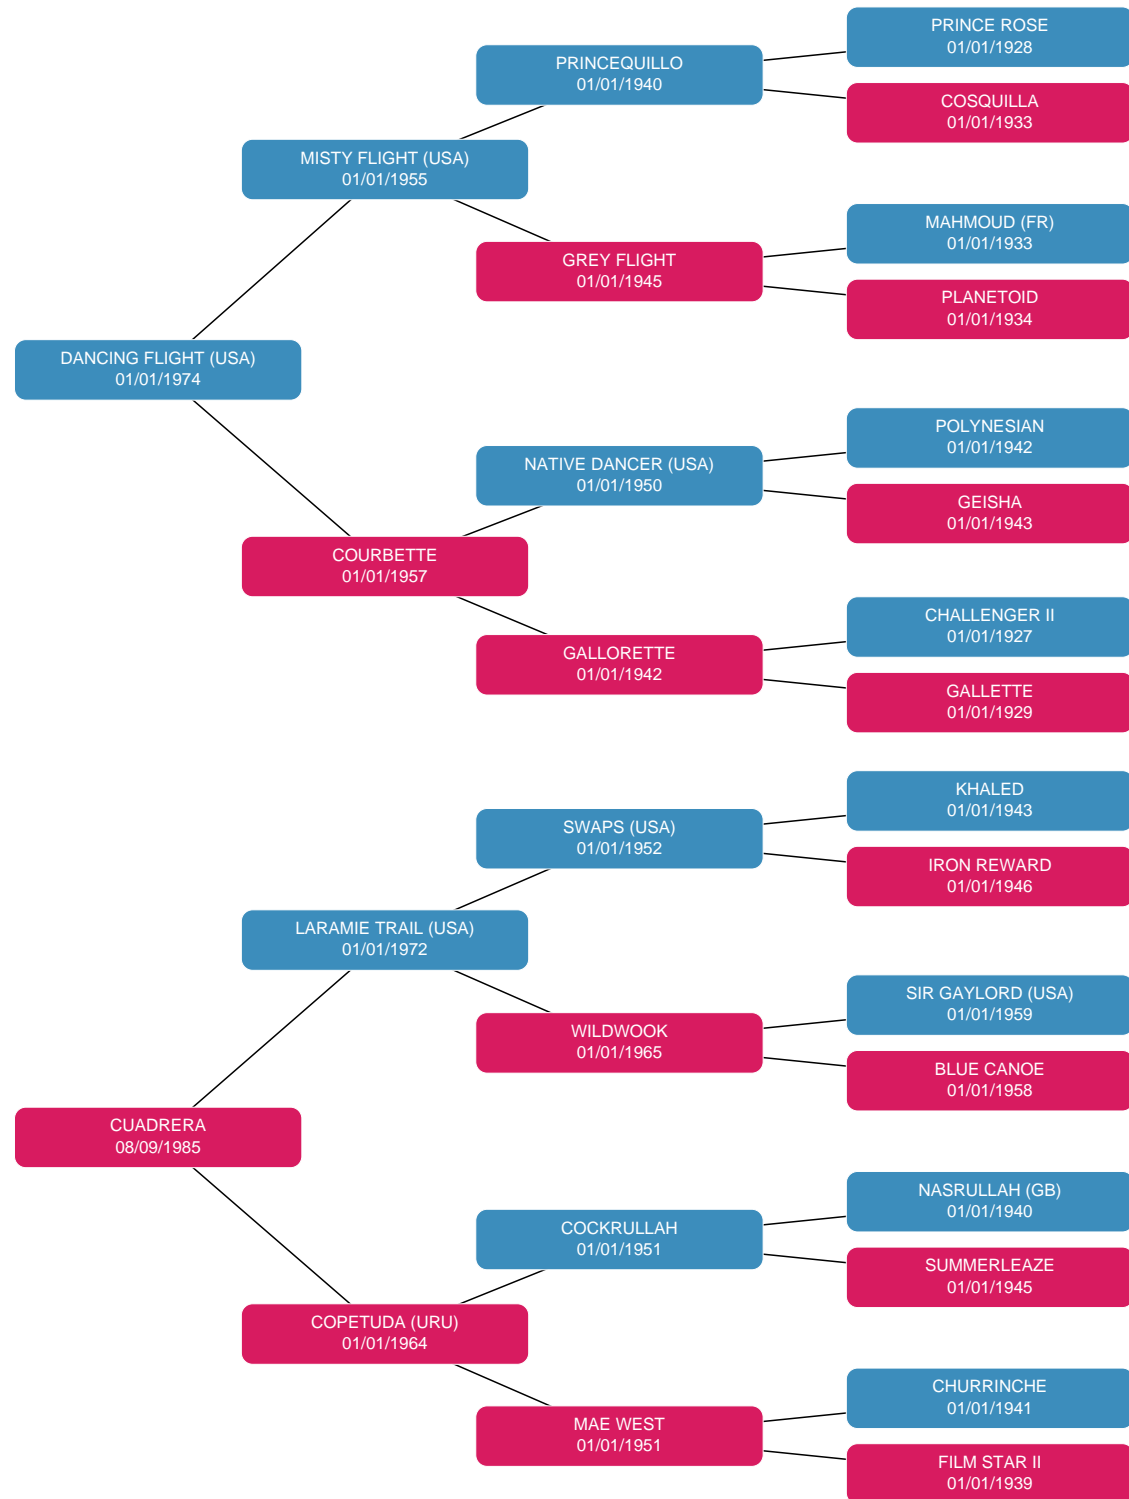 PRINCE ROSE
01/01/1928
PRINCEQUILLO
01/01/1940
COSQUILLA
01/01/1933
MISTY FLIGHT (USA)
01/01/1955
MAHMOUD (FR)
01/01/1933
GREY FLIGHT
01/01/1945
PLANETOID
01/01/1934
DANCING FLIGHT (USA)
01/01/1974
POLYNESIAN
01/01/1942
NATIVE DANCER (USA)
01/01/1950
GEISHA
01/01/1943
COURBETTE
01/01/1957
CHALLENGER II
01/01/1927
GALLORETTE
01/01/1942
GALLETTE
01/01/1929
KHALED
01/01/1943
SWAPS (USA)
01/01/1952
IRON REWARD
01/01/1946
LARAMIE TRAIL (USA)
01/01/1972
SIR GAYLORD (USA)
01/01/1959
WILDWOOK
01/01/1965
BLUE CANOE
01/01/1958
CUADRERA
08/09/1985
NASRULLAH (GB)
01/01/1940
COCKRULLAH
01/01/1951
SUMMERLEAZE
01/01/1945
COPETUDA (URU)
01/01/1964
CHURRINCHE
01/01/1941
MAE WEST
01/01/1951
FILM STAR II
01/01/1939